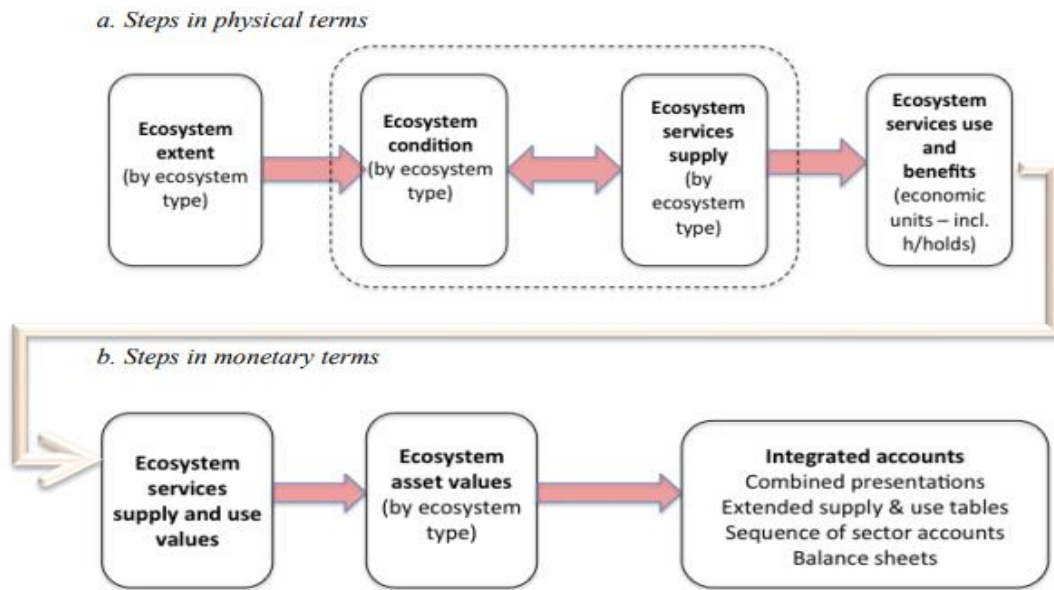 a. Steps in physical terms
Ecosystem
extent
(by ecosystem
type)
Ecosystem
condition
(by ecosystem
type)
Ecosystem
services
supply
(by
ecosystem
type)
Ecosystem
services use
and
benefits
(economic
units – incl.
h/holds)
b. Steps in monetary terms
Ecosystem
services
supply and use
values
Ecosystem
asset values
(by ecosystem
type)
Integrated accounts
Combined presentations
Extended supply & use tables
Sequence of sector accounts
Balance sheets